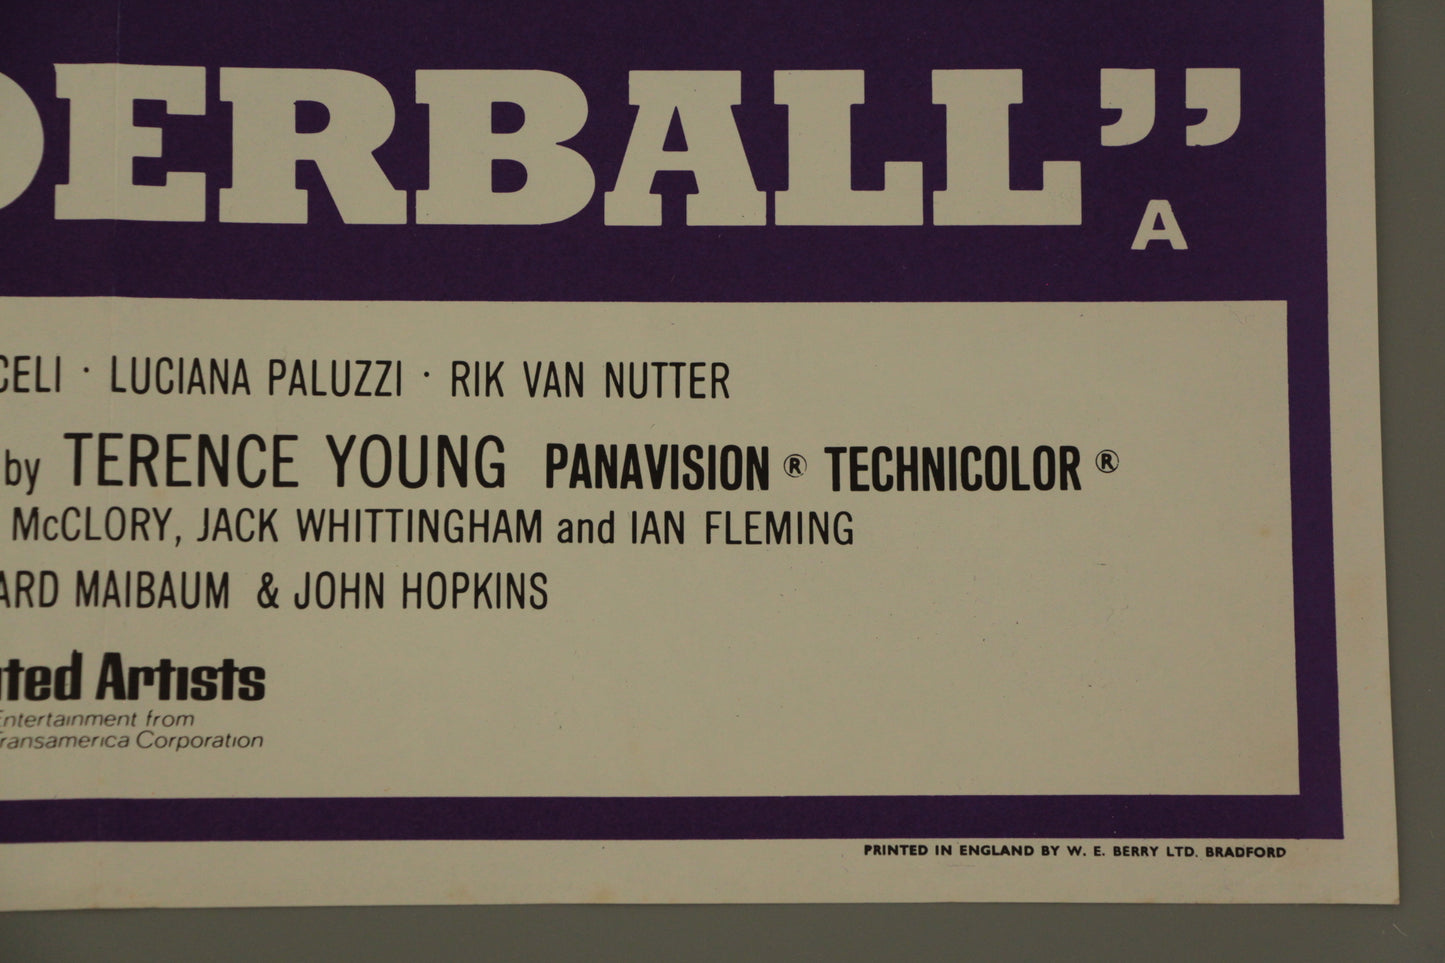 DERBALL”
A
CELI · LUCIANA PALUZZI · RIK VAN NUTTER
by TERENCE YOUNG PANAVISION ® TECHNICOLOR ®
McCLORY, JACK WHITTINGHAM and IAN FLEMING
ARD MAIBAUM & JOHN HOPKINS
ted Artists
Entertainment from
Transamerica Corporation
PRINTED IN ENGLAND BY W. E. BERRY LTD. BRADFORD